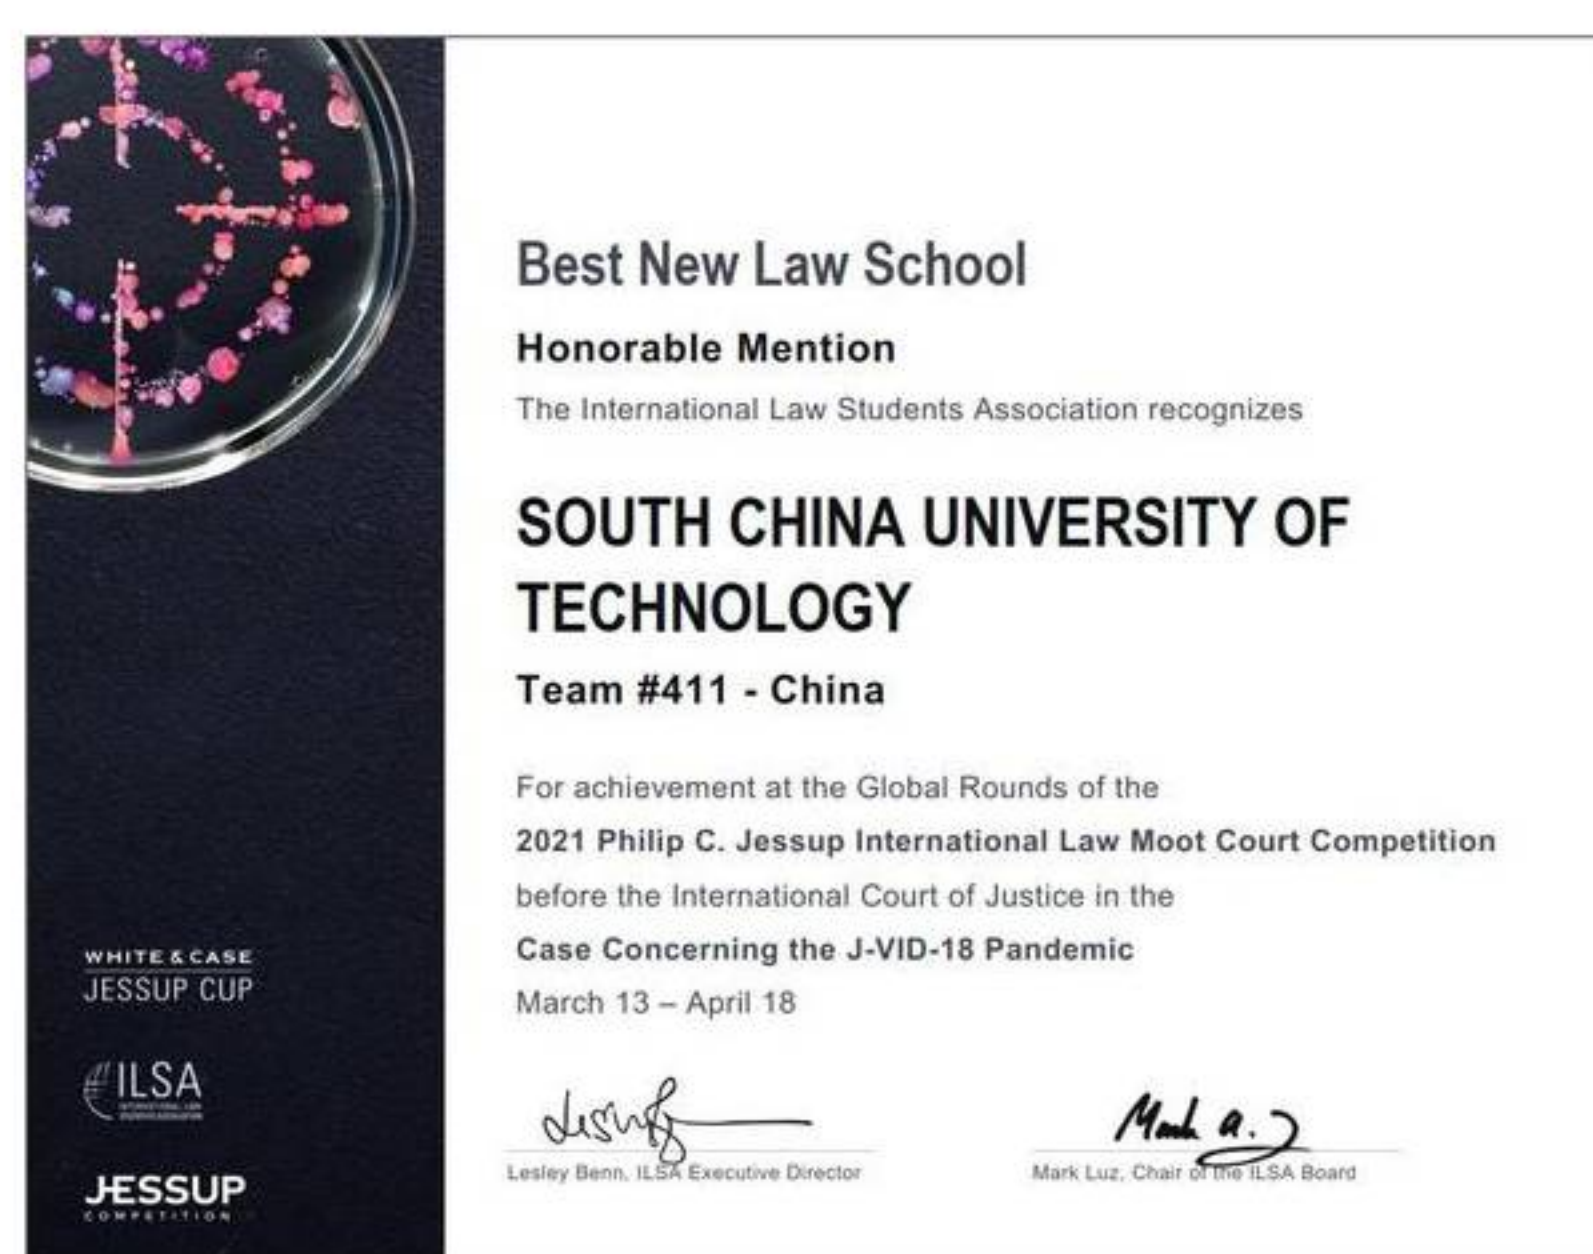 Best New Law School
Honorable Mention
The International Law Students Association recognizes
SOUTH CHINA UNIVERSITY OF
TECHNOLOGY
Team #411 - China
For achievement at the Global Rounds of the
2021 Philip C. Jessup International Law Moot Court Competition
before the International Court of Justice in the
Case Concerning the J-VID-18 Pandemic
March 13 – April 18
Lesley Benn, ILSA Executive Director
Mark Luz, Chair of the ILSA Board
WHITE & CASE
JESSUP CUP
ILSA
JESSUP
COMPETITION